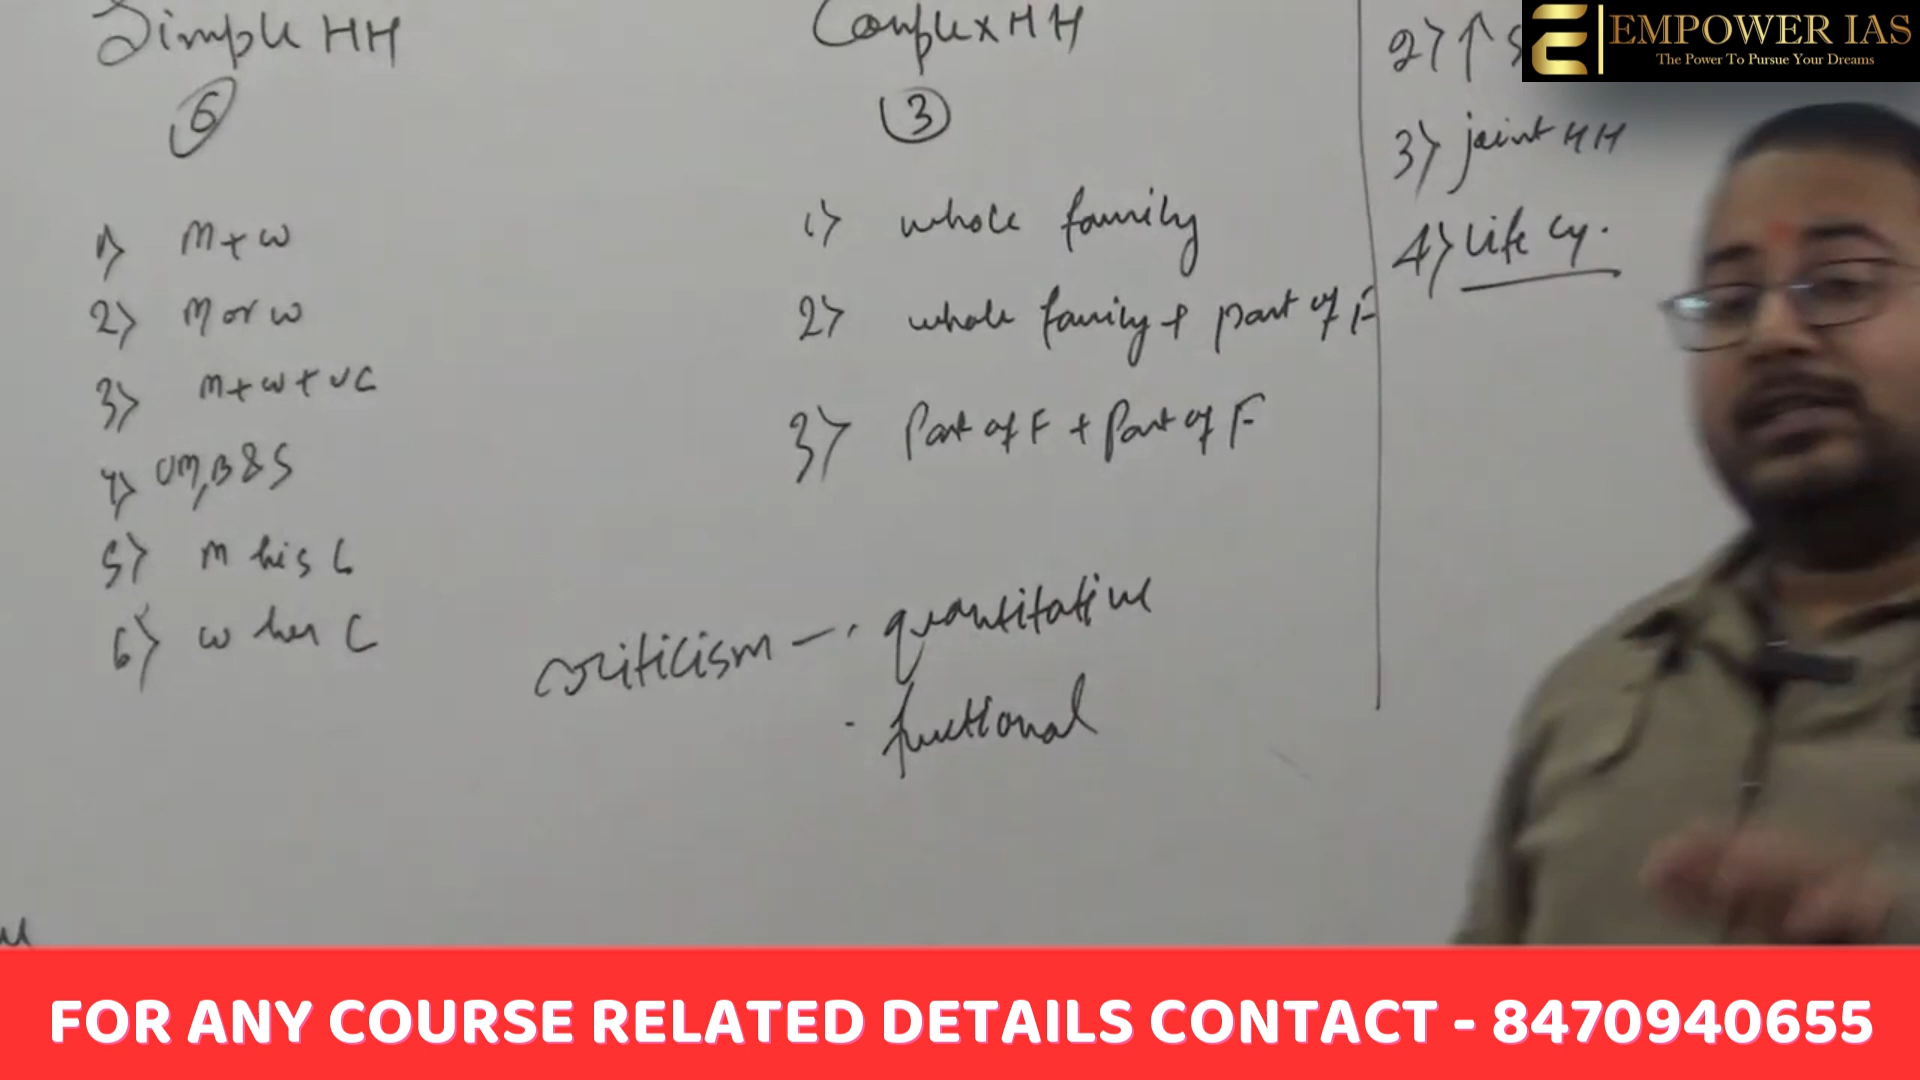 Simple HH
6
1) M + W
2) M or W
3) M + W + UC
4) UM, B & S
5) M his C
6) W her C
Complex HH
3
1) whole family
2) whole family + part of F
3) Part of F + Part of F
criticism - · quantitative
- functional
2) ↑ S
3) joint HH
4) Life cy.
EMPOWER IAS
The Power To Pursue Your Dreams
FOR ANY COURSE RELATED DETAILS CONTACT - 8470940655